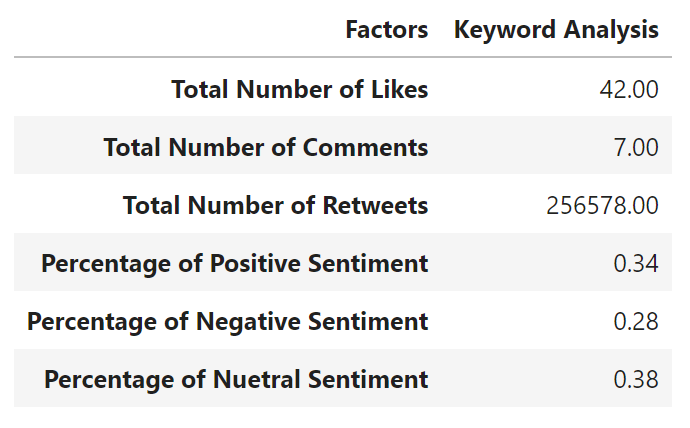 Factors Keyword Analysis
Total Number of Likes 42.00
Total Number of Comments 7.00
Total Number of Retweets 256578.00
Percentage of Positive Sentiment 0.34
Percentage of Negative Sentiment 0.28
Percentage of Nuetral Sentiment 0.38